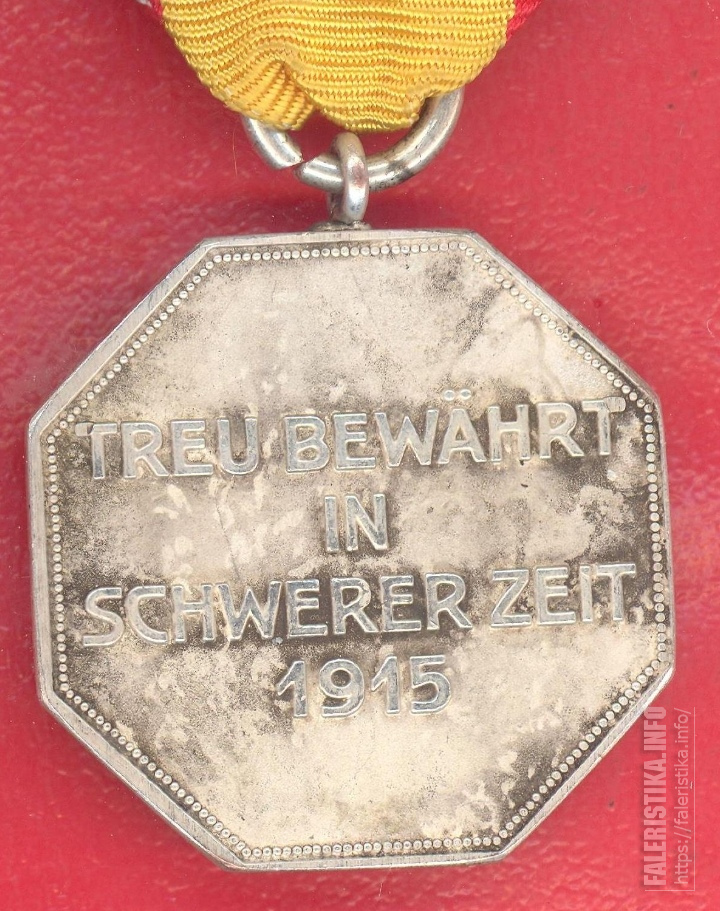 TREU BEWÄHRT
IN
SCHWERER ZEIT
1915
FALERISTIKA.INFO
https://faleristika.info/